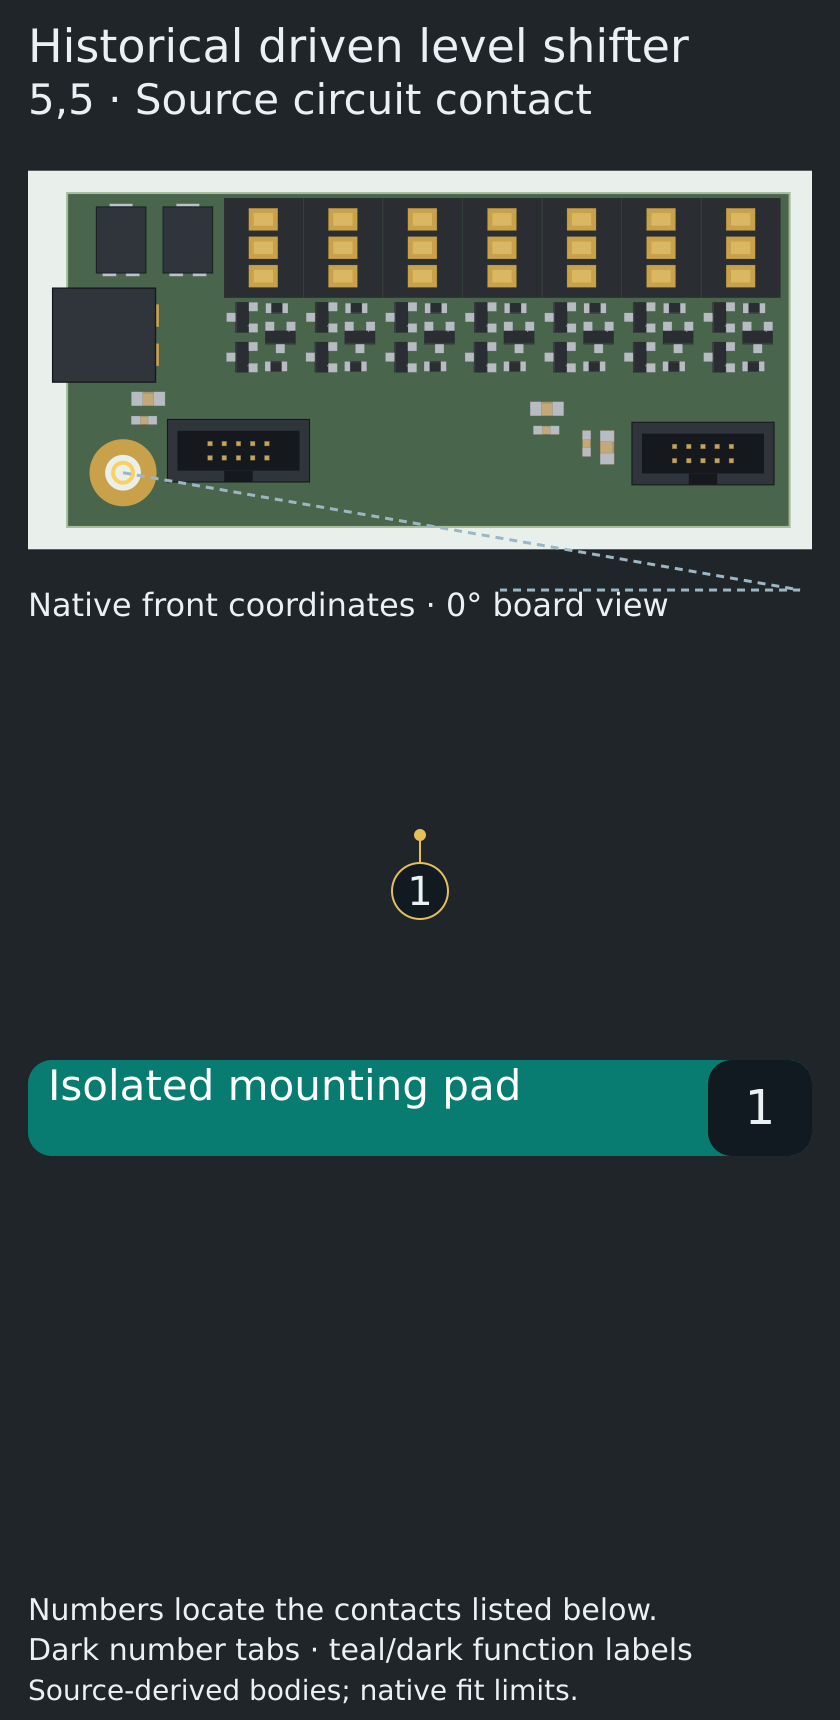 Historical driven level shifter
5,5 · Source circuit contact
Native front coordinates · 0° board view
1
Isolated mounting pad 1
Numbers locate the contacts listed below.
Dark number tabs · teal/dark function labels
Source-derived bodies; native fit limits.